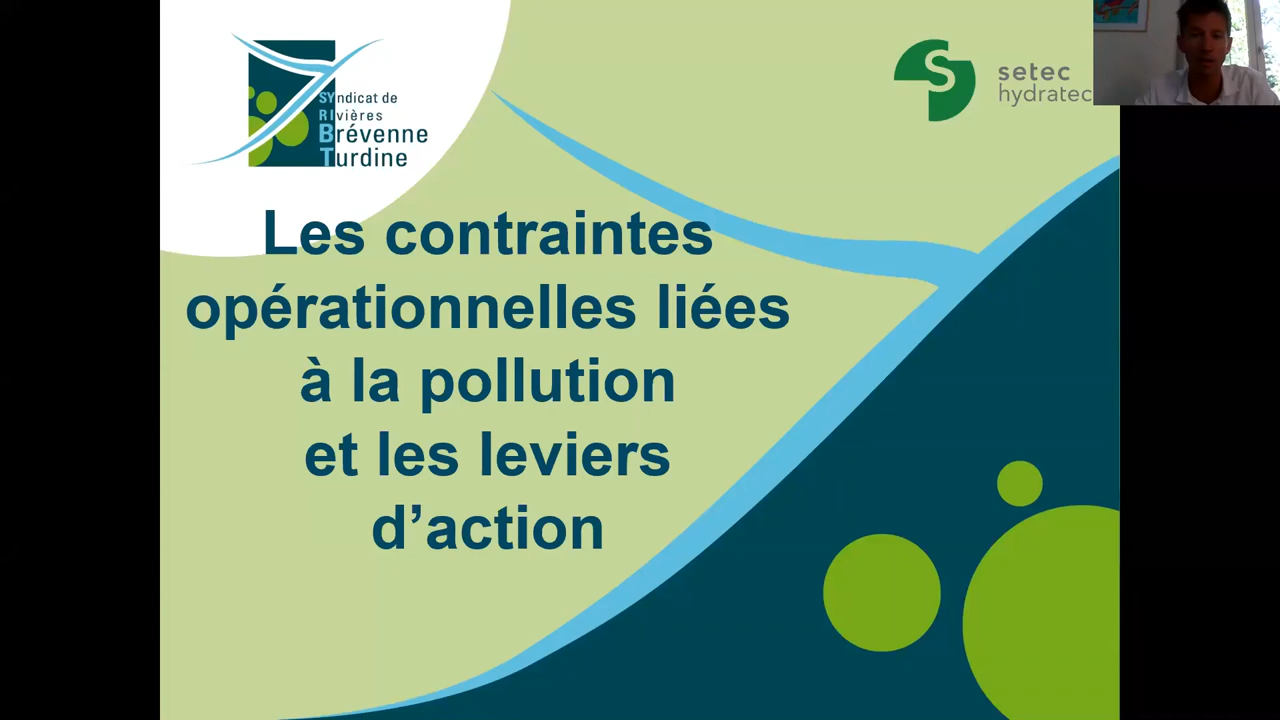 SYndicat de
RIvières
Brévenne
Turdine
setec
hydratec
Les contraintes
opérationnelles liées
à la pollution
et les leviers
d’action